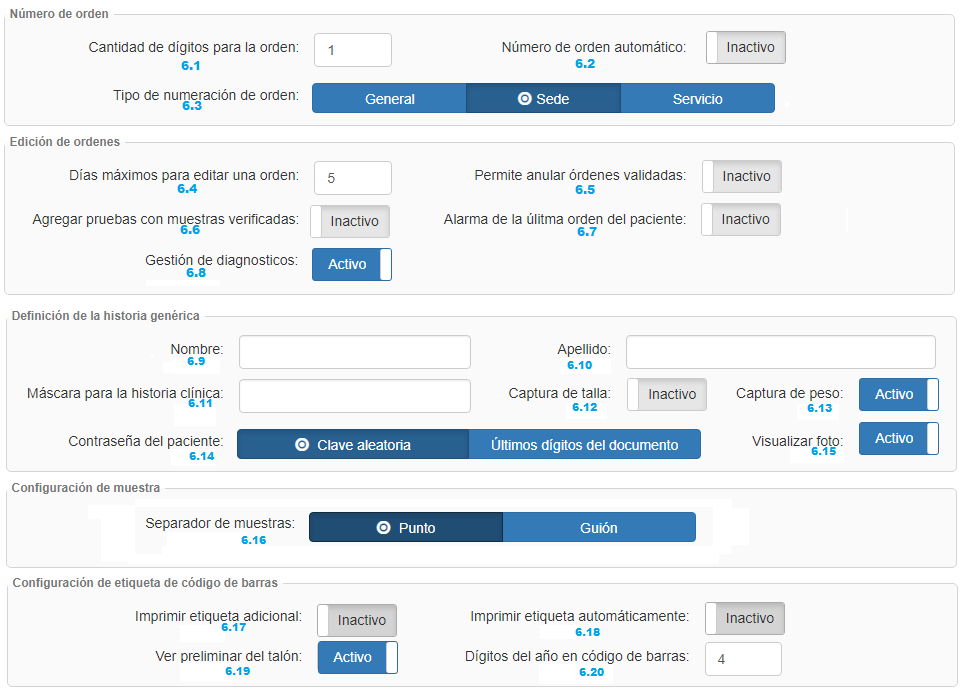 Número de orden
Cantidad de dígitos para la orden: 1 Número de orden automático: Inactivo
6.1 6.2
Tipo de numeración de orden: General Sede Servicio
6.3
Edición de ordenes
Días máximos para editar una orden: 5 Permite anular órdenes validadas: Inactivo
6.4 6.5
Agregar pruebas con muestras verificadas: Inactivo Alarma de la úlitma orden del paciente: Inactivo
6.6 6.7
Gestión de diagnosticos: Activo
6.8
Definición de la historia genérica
Nombre: Apellido:
6.9 6.10
Máscara para la historia clínica: Captura de talla: Inactivo Captura de peso: Activo
6.11 6.12 6.13
Contraseña del paciente: Clave aleatoria Últimos dígitos del documento Visualizar foto: Activo
6.14 6.15
Configuración de muestra
Separador de muestras: Punto Guión
6.16
Configuración de etiqueta de código de barras
Imprimir etiqueta adicional: Inactivo Imprimir etiqueta automáticamente: Inactivo
6.17 6.18
Ver preliminar del talón: Activo Dígitos del año en código de barras: 4
6.19 6.20